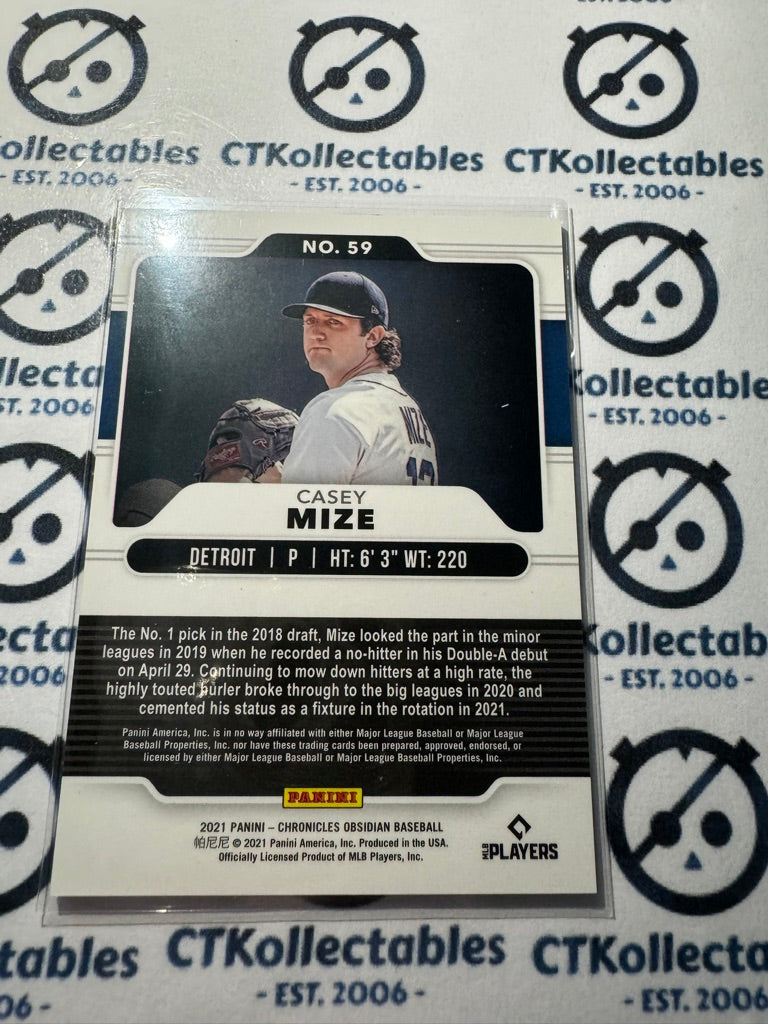 ollectables CTKollectables CTKollectables
- EST. 2006 - - EST. 2006 - - EST. 2006 -
NO. 59
MIZE
llecta
ollectable
ST. 2006
- EST. 2006 -
CASEY
MIZE
DETROIT | P | HT: 6' 3" WT: 220
The No. 1 pick in the 2018 draft, Mize looked the part in the minor
leagues in 2019 when he recorded a no-hitter in his Double-A debut
on April 29. Continuing to mow down hitters at a high rate, the
highly touted hurler broke through to the big leagues in 2020 and
cemented his status as a fixture in the rotation in 2021.
ecta
ollectab
2006 -
- EST. 2006 -
Panini America, Inc. is in no way affiliated with either Major League Baseball or Major League
Baseball Properties, Inc. nor have these trading cards been prepared, approved, endorsed, or
licensed by either Major League Baseball or Major League Baseball Properties, Inc.
PANINI
2021 PANINI – CHRONICLES OBSIDIAN BASEBALL
帕尼尼 © 2021 Panini America, Inc. Produced in the USA.
Officially Licensed Product of MLB Players, Inc.
MLB PLAYERS
tables CTKollectables CTKollecta
06 - - EST. 2006 - - EST. 2006